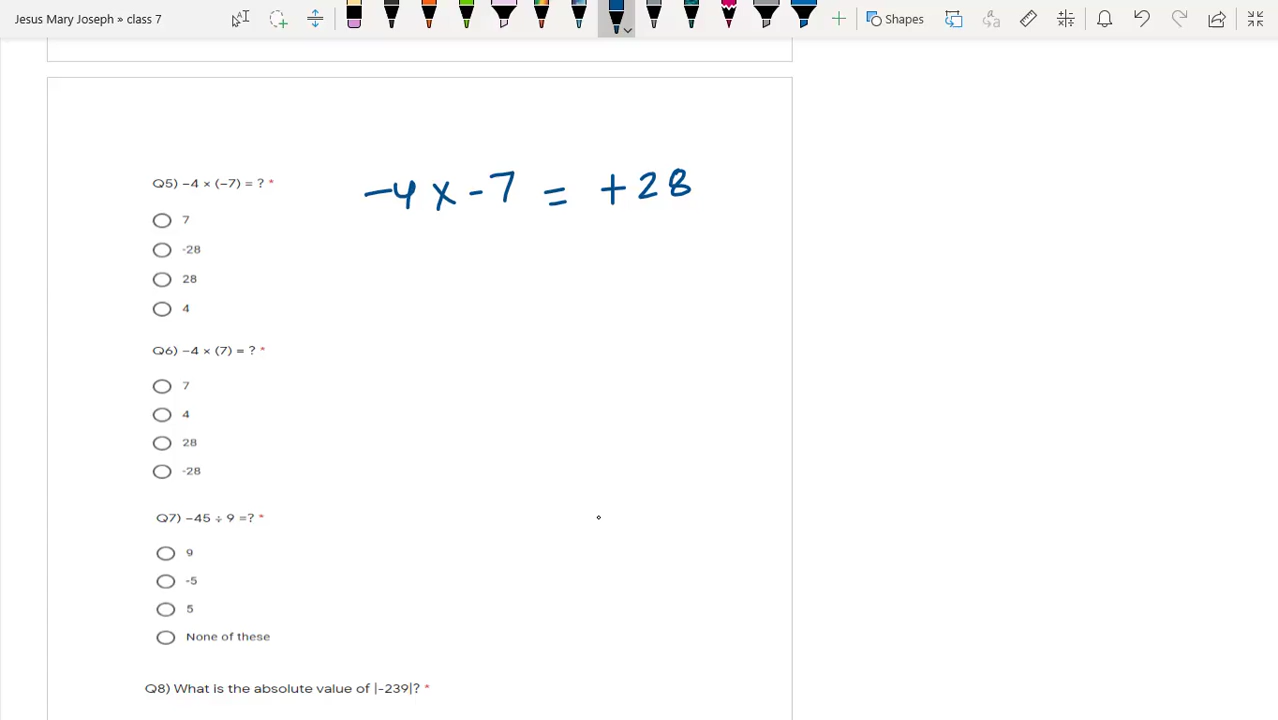 Jesus Mary Joseph » class 7
Shapes
Q5) −4 × (−7) = ? *
-4 x -7 = +28
7
-28
28
4
Q6) −4 × (7) = ? *
7
4
28
-28
Q7) −45 ÷ 9 =? *
9
-5
5
None of these
Q8) What is the absolute value of |-239|? *